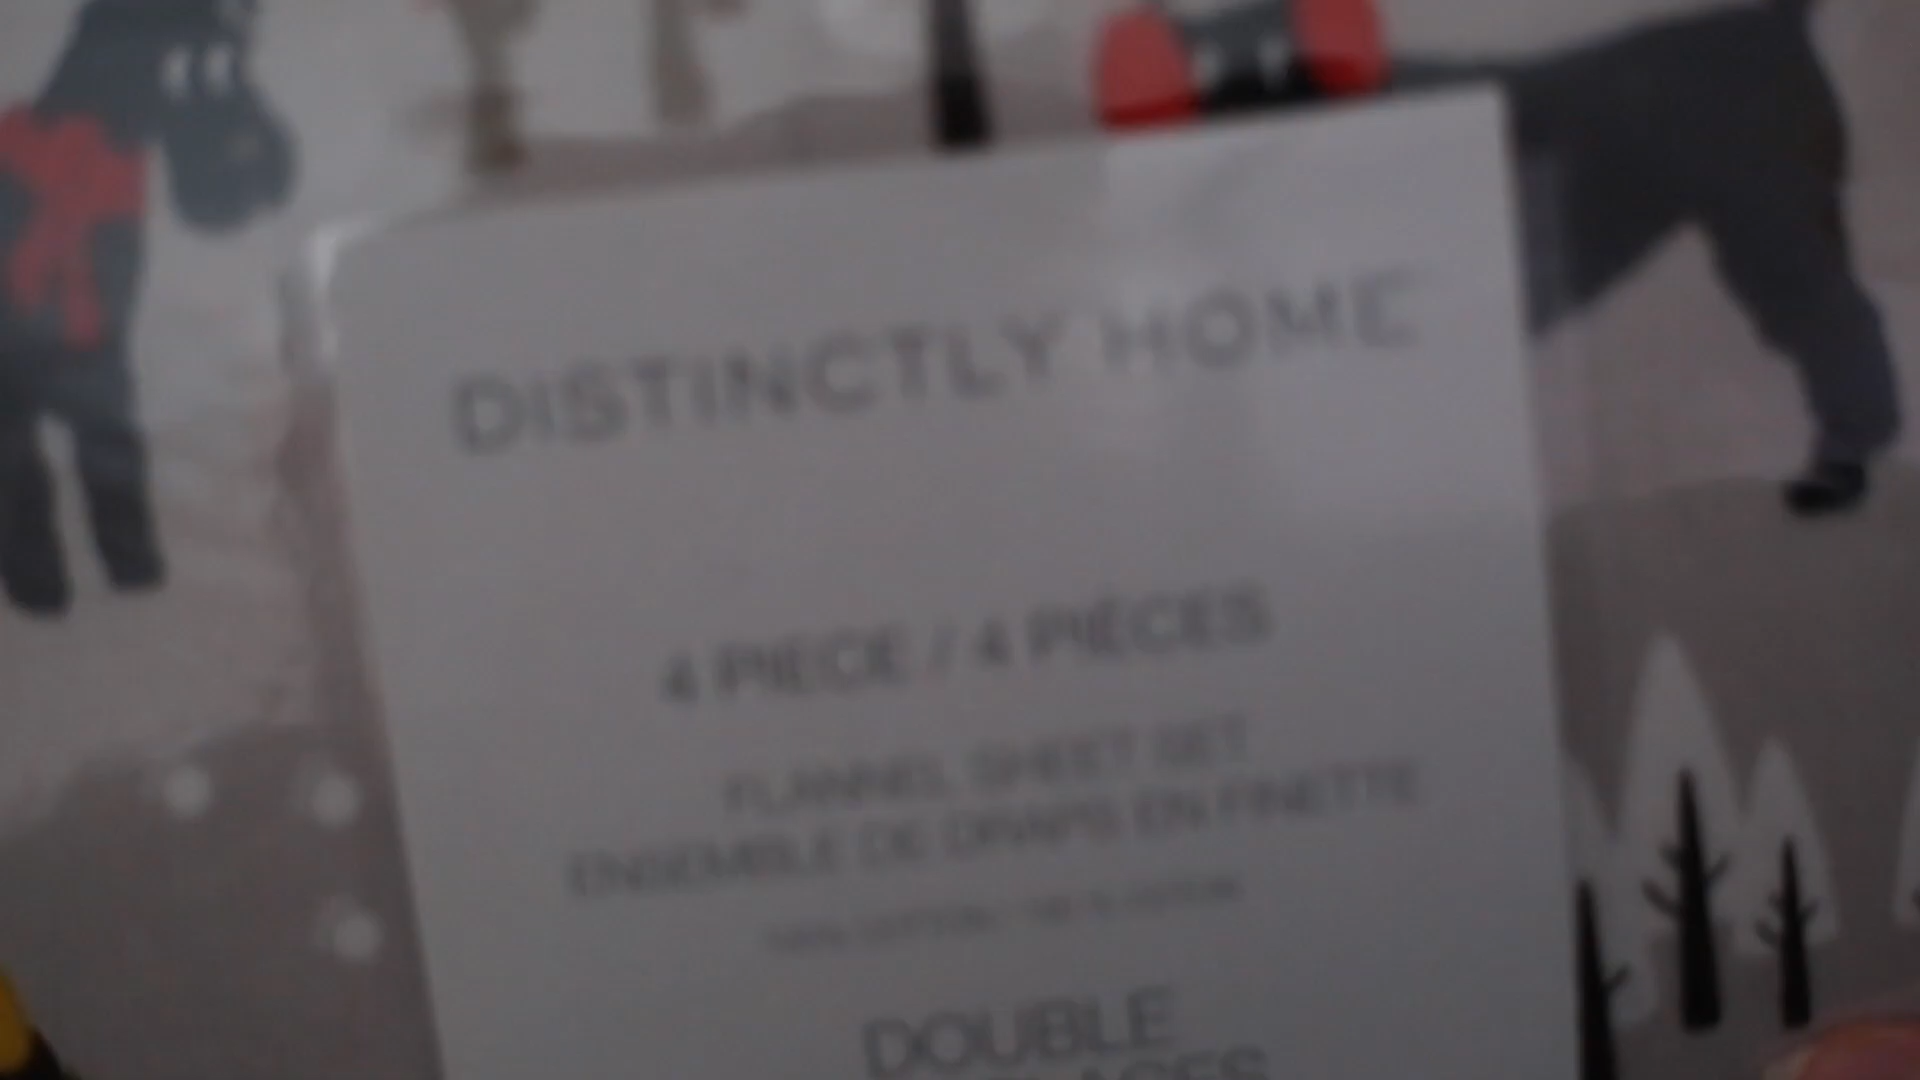 DISTINCTLY HOME
4 PIECE / 4 PIÈCES
FLANNEL SHEET SET
ENSEMBLE DE DRAPS EN FINETTE
DOUBLE